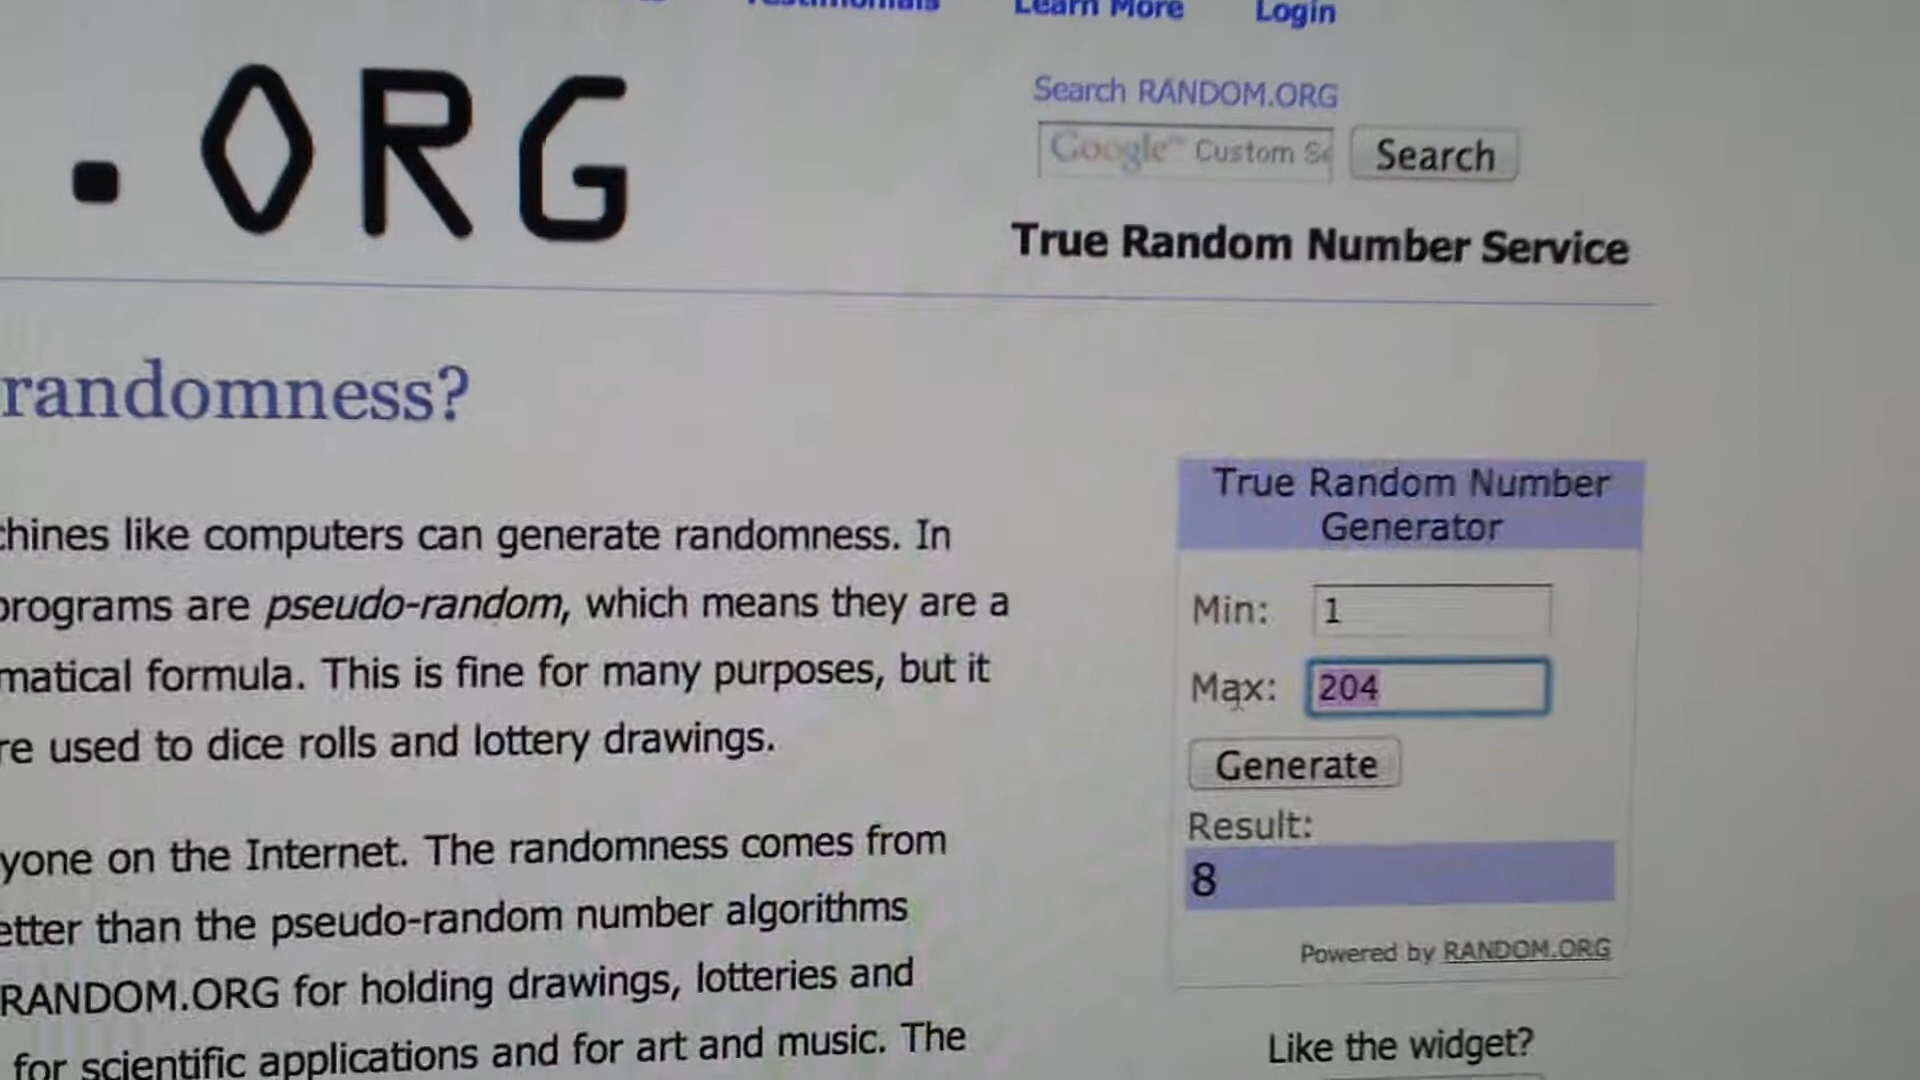 Testimonials Learn More Login
.ORG
Search RANDOM.ORG
Google™ Custom Se Search
True Random Number Service
randomness?
True Random Number
Generator
chines like computers can generate randomness. In
programs are pseudo-random, which means they are a
Min: 1
matical formula. This is fine for many purposes, but it
Max: 204
re used to dice rolls and lottery drawings.
Generate
Result:
8
yone on the Internet. The randomness comes from
etter than the pseudo-random number algorithms
Powered by RANDOM.ORG
RANDOM.ORG for holding drawings, lotteries and
for scientific applications and for art and music. The
Like the widget?